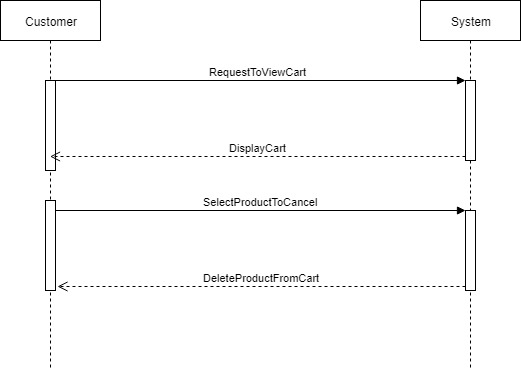 Customer
System
RequestToViewCart
DisplayCart
SelectProductToCancel
DeleteProductFromCart